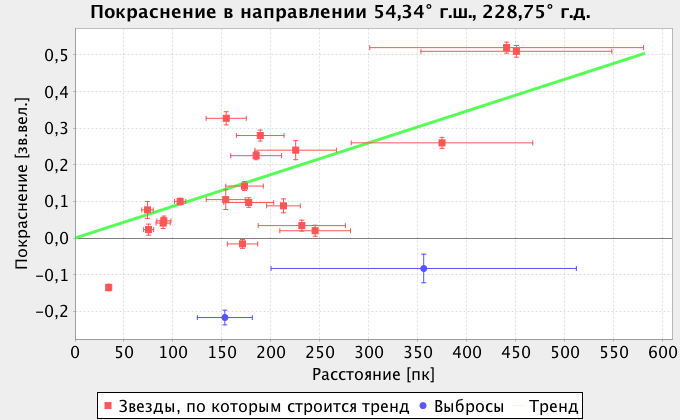 Покраснение в направлении 54,34° г.ш., 228,75° г.д.
Покраснение [зв.вел.]
0,5
0,4
0,3
0,2
0,1
0,0
-0,1
-0,2
0 50 100 150 200 250 300 350 400 450 500 550 600
Расстояние [пк]
Звезды, по которым строится тренд Выбросы Тренд